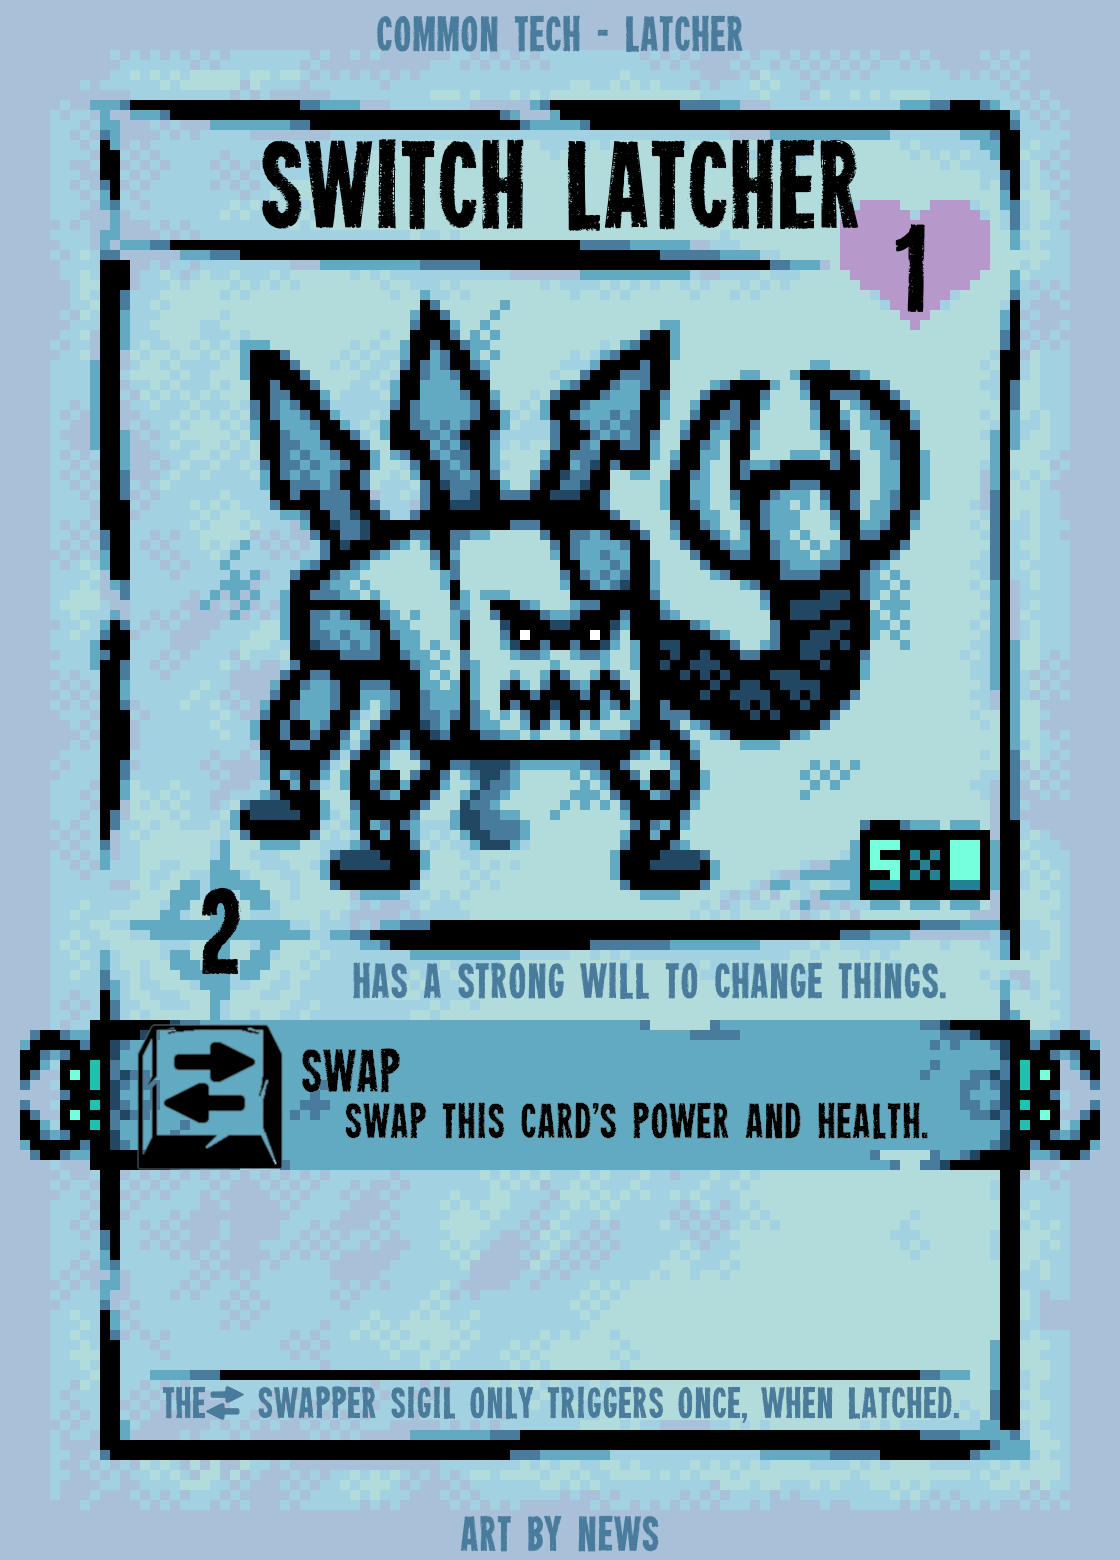 COMMON TECH - LATCHER
SWITCH LATCHER
1
5 X
2
HAS A STRONG WILL TO CHANGE THINGS.
SWAP
SWAP THIS CARD'S POWER AND HEALTH.
THE SWAPPER SIGIL ONLY TRIGGERS ONCE, WHEN LATCHED.
ART BY NEWS